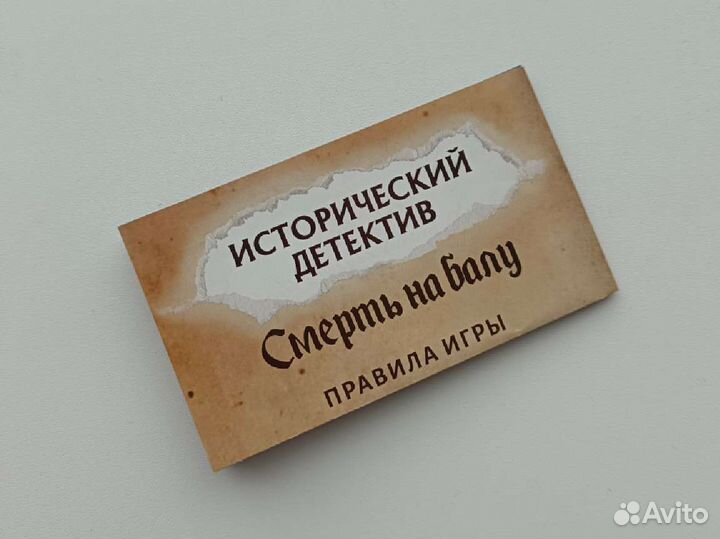 ИСТОРИЧЕСКИЙ
ДЕТЕКТИВ
Смерть на балу
ПРАВИЛА ИГРЫ
Avito